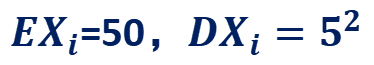 EXᵢ=50，DXᵢ = 5²